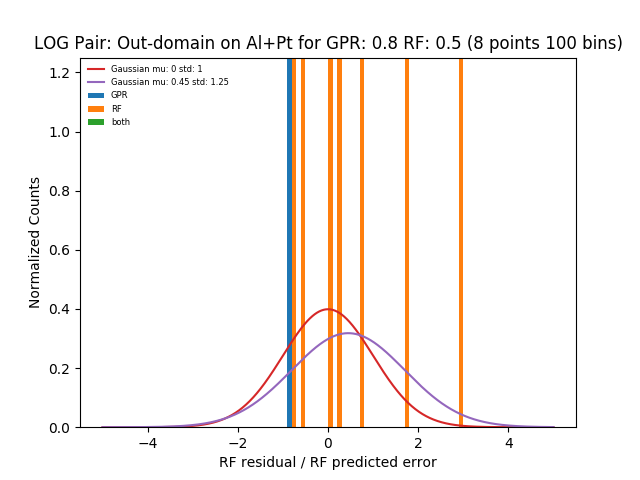 LOG Pair: Out-domain on Al+Pt for GPR: 0.8 RF: 0.5 (8 points 100 bins)
Gaussian mu: 0 std: 1
Gaussian mu: 0.45 std: 1.25
GPR
RF
both
1.2
1.0
0.8
0.6
0.4
0.2
0.0
Normalized Counts
−4 −2 0 2 4
RF residual / RF predicted error